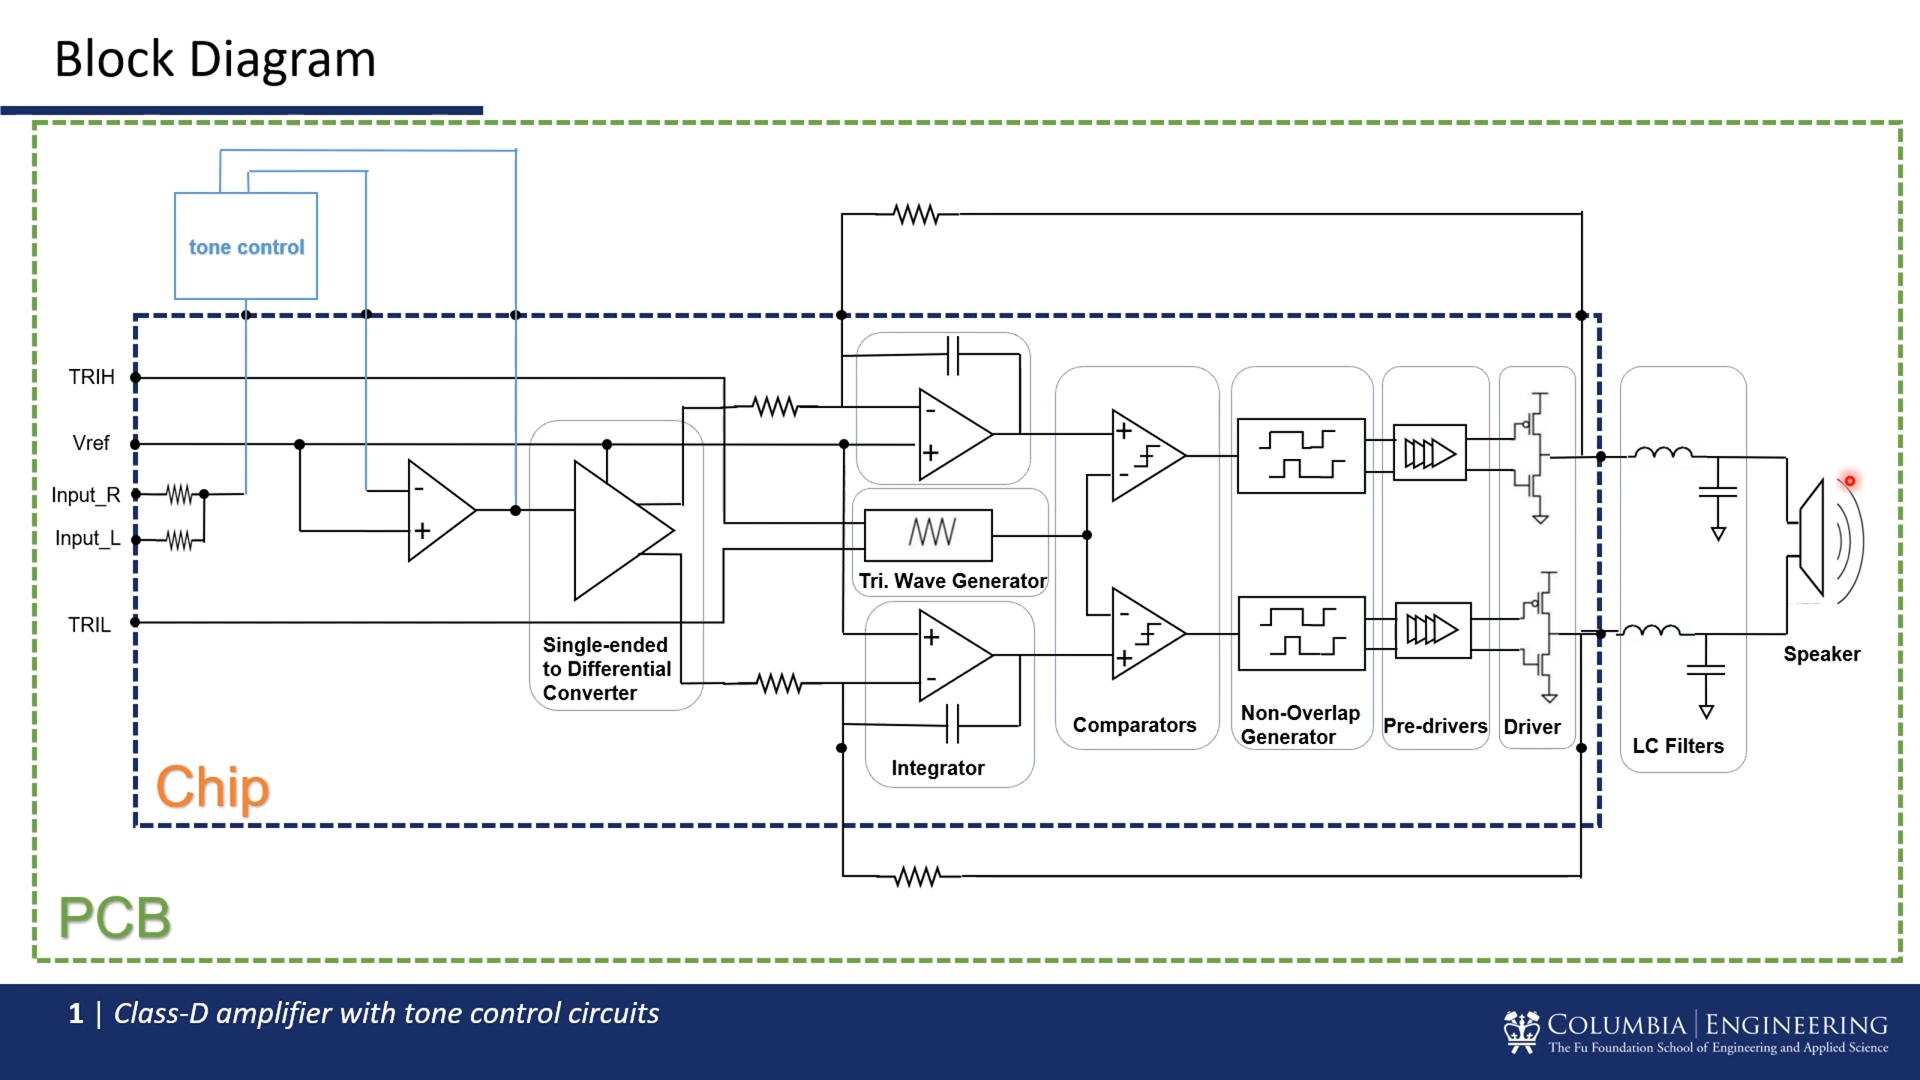 Block Diagram
tone control
TRIH
Vref
Input_R
Input_L
TRIL
Tri. Wave Generator
Single-ended
to Differential
Converter
Integrator
Comparators
Non-Overlap
Generator
Pre-drivers
Driver
LC Filters
Speaker
Chip
PCB
1 | Class-D amplifier with tone control circuits
COLUMBIA | ENGINEERING
The Fu Foundation School of Engineering and Applied Science